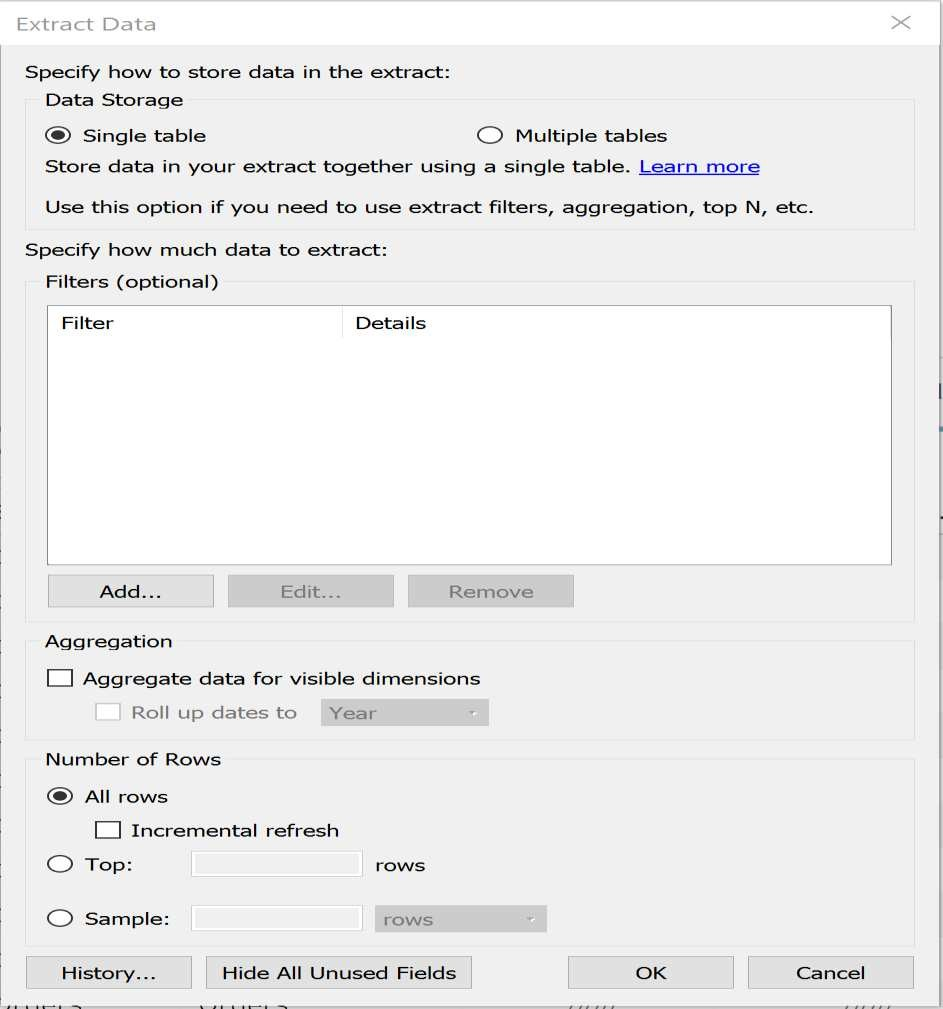 Extract Data
Specify how to store data in the extract:
Data Storage
Single table Multiple tables
Store data in your extract together using a single table. Learn more
Use this option if you need to use extract filters, aggregation, top N, etc.
Specify how much data to extract:
Filters (optional)
Filter Details
Add... Edit... Remove
Aggregation
Aggregate data for visible dimensions
Roll up dates to Year
Number of Rows
All rows
Incremental refresh
Top: rows
Sample: rows
History... Hide All Unused Fields OK Cancel